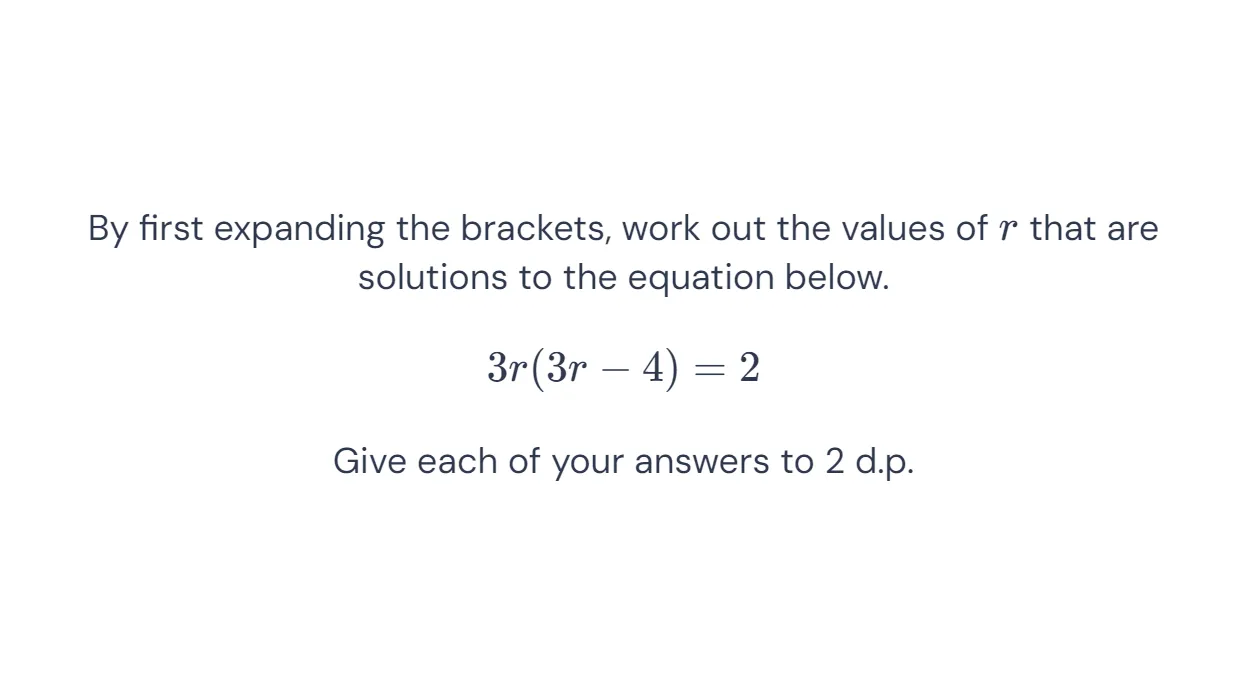 By first expanding the brackets, work out the values of r that are
solutions to the equation below.
3r(3r − 4) = 2
Give each of your answers to 2 d.p.